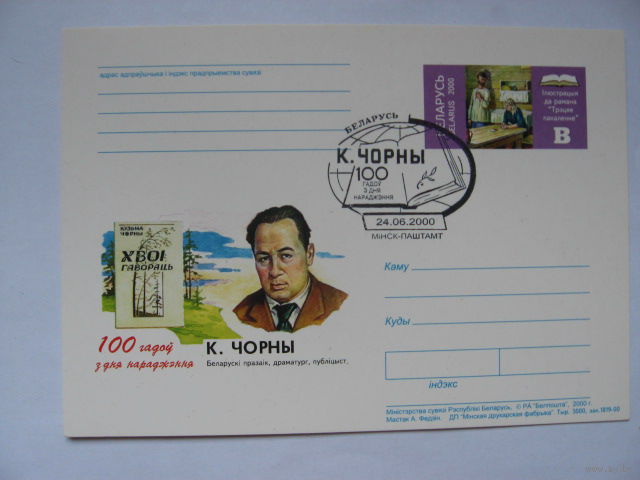 адрас адпраўшчыка і індэкс прадпрыемства сувязі
БЕЛАРУСЬ
BELARUS 2000
Ілюстрацыя
да рамана
"Трэцяе
пакаленне"
В
БЕЛАРУСЬ
К. ЧОРНЫ
100
ГАДОЎ
З ДНЯ
НАРАДЖЭННЯ
24.06.2000
МІНСК-ПАШТАМТ
КУЗЬМА
ЧОРНЫ
ХВОІ
ГАВОРАЦЬ
100 гадоў
з дня нараджэння
К. ЧОРНЫ
Беларускі празаік, драматург, публіцыст.
Каму
Куды
індэкс
Міністэрства сувязі Рэспублікі Беларусь. © РА "Белпошта", 2000 г.
Мастак А. Федзін. ДП "Мінская друкарская фабрыка" Тыр. 3000, зак. 1819-00